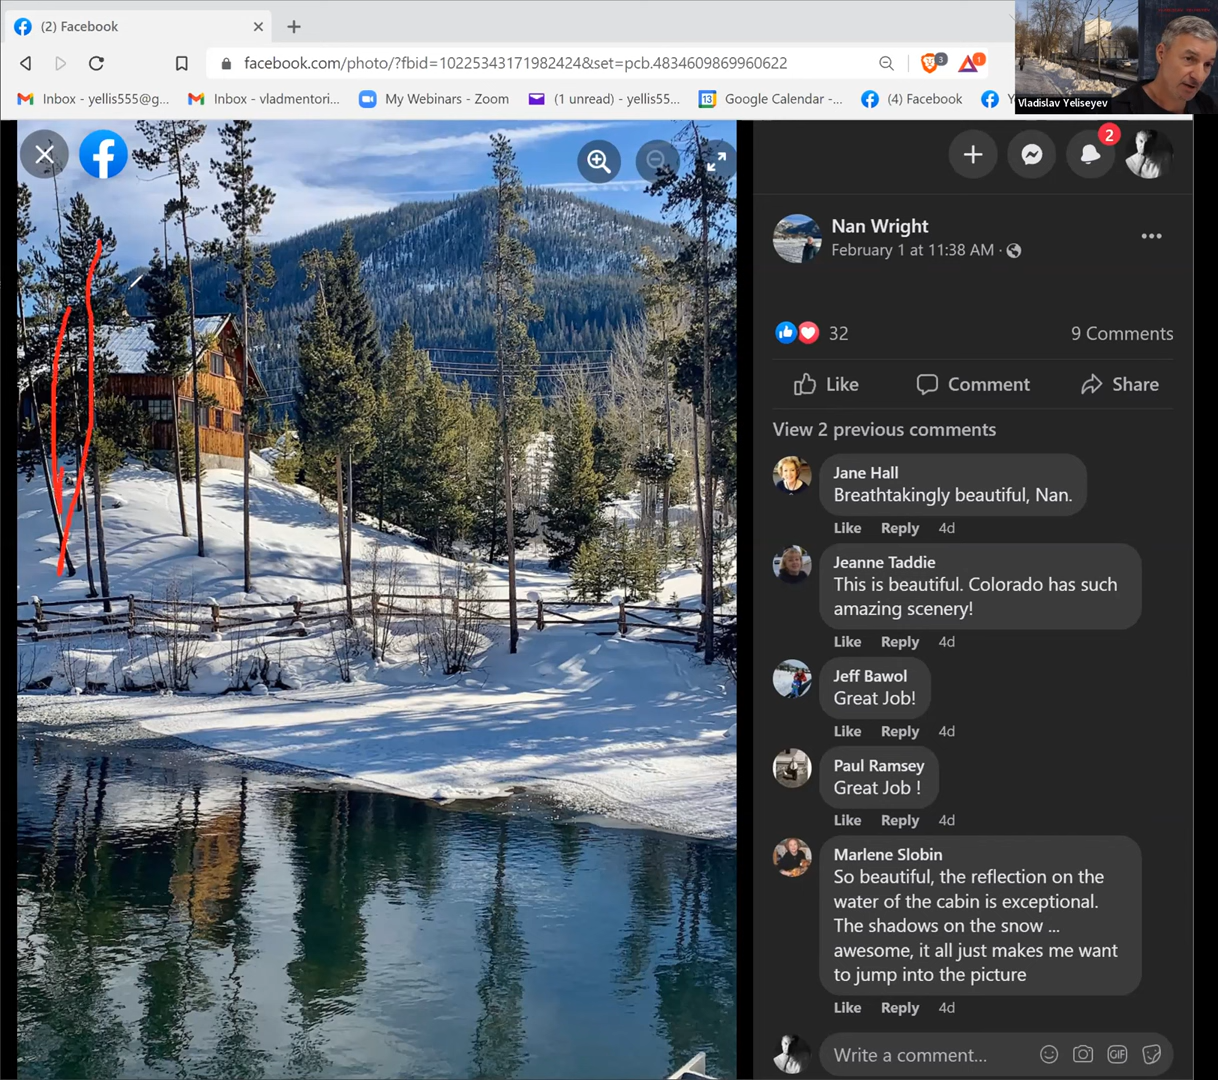 (2) Facebook
facebook.com/photo/?fbid=10225343171982424&set=pcb.4834609869960622
3
1
Inbox - yellis555@g...
Inbox - vladmentori...
My Webinars - Zoom
(1 unread) - yellis55...
13
Google Calendar -...
(4) Facebook
Vladislav Yeliseyev
2
Nan Wright
February 1 at 11:38 AM ·
32
9 Comments
Like
Comment
Share
View 2 previous comments
Jane Hall
Breathtakingly beautiful, Nan.
Like Reply 4d
Jeanne Taddie
This is beautiful. Colorado has such
amazing scenery!
Like Reply 4d
Jeff Bawol
Great Job!
Like Reply 4d
Paul Ramsey
Great Job !
Like Reply 4d
Marlene Slobin
So beautiful, the reflection on the
water of the cabin is exceptional.
The shadows on the snow ...
awesome, it all just makes me want
to jump into the picture
Like Reply 4d
Write a comment...
GIF